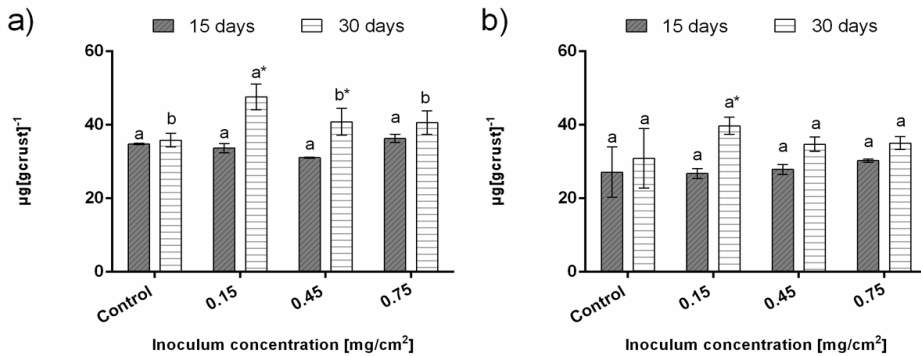 a)
15 days 30 days
60
40
20
0
µg[gcrust]-1
a b a a* a b* a b
Control 0.15 0.45 0.75
Inoculum concentration [mg/cm2]
b)
15 days 30 days
60
40
20
0
µg[gcrust]-1
a a a a* a a a a
Control 0.15 0.45 0.75
Inoculum concentration [mg/cm2]